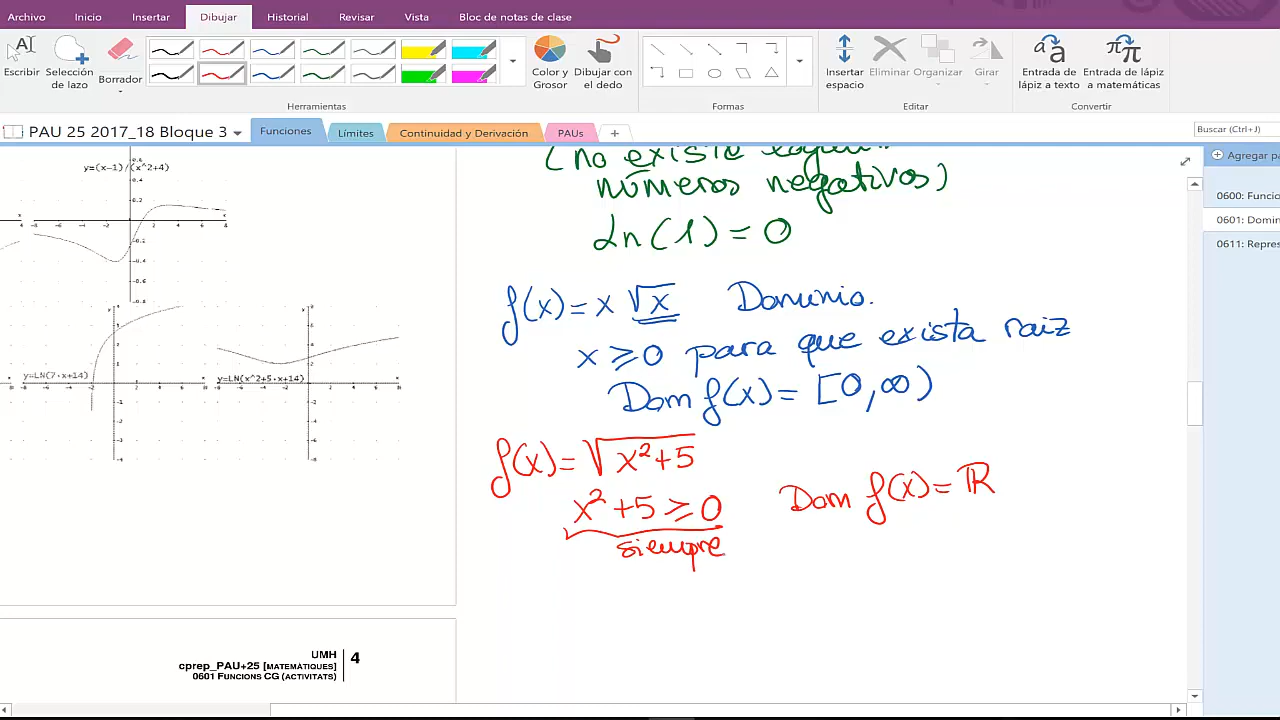 Archivo Inicio Insertar Dibujar Historial Revisar Vista Bloc de notas de clase
Escribir
Selección de lazo
Borrador
Color y Grosor
Dibujar con el dedo
Insertar espacio
Eliminar
Organizar
Girar
Entrada de lápiz a texto
Entrada de lápiz a matemáticas
Herramientas
Formas
Editar
Convertir
PAU 25 2017_18 Bloque 3
Funciones
Límites
Continuidad y Derivación
PAUs
Buscar (Ctrl+J)
Agregar pá
0600: Funcio
0601: Domin
0611: Repres
y=(x-1)/(x^2+4)
y=LN(7·x+14)
y=LN(x^2+5·x+14)
(no existe
números negativos)
Ln(1)=0
f(x)= x √x Dominio.
x ≥ 0 para que exista raiz
Dom f(x)= [0,∞)
f(x)= √x²+5
x²+5 ≥ 0 Dom f(x)= ℝ
siempre
UMH
cprep_PAU+25 [MATEMÀTIQUES]
0601 FUNCIONS CG (ACTIVITATS)
4